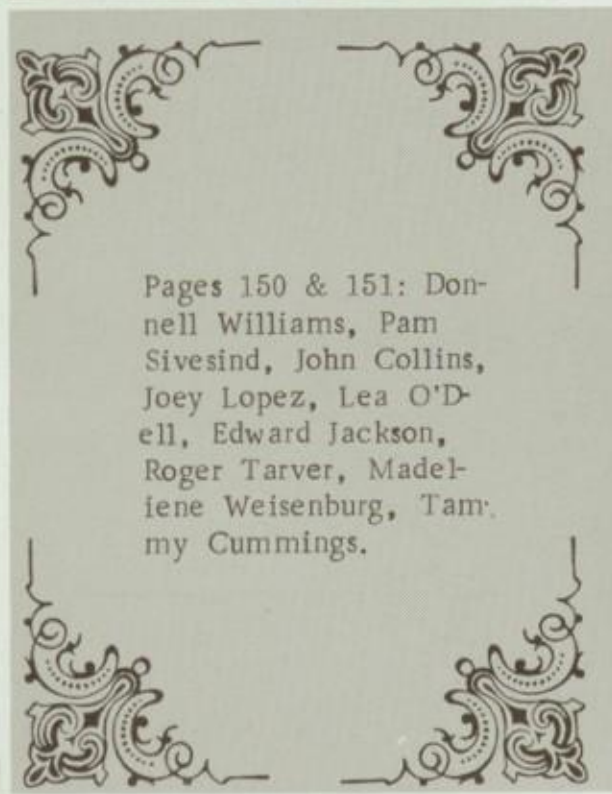 Pages 150 & 151: Don-
nell Williams, Pam
Sivesind, John Collins,
Joey Lopez, Lea O'D-
ell, Edward Jackson,
Roger Tarver, Madel-
iene Weisenburg, Tam-
my Cummings.